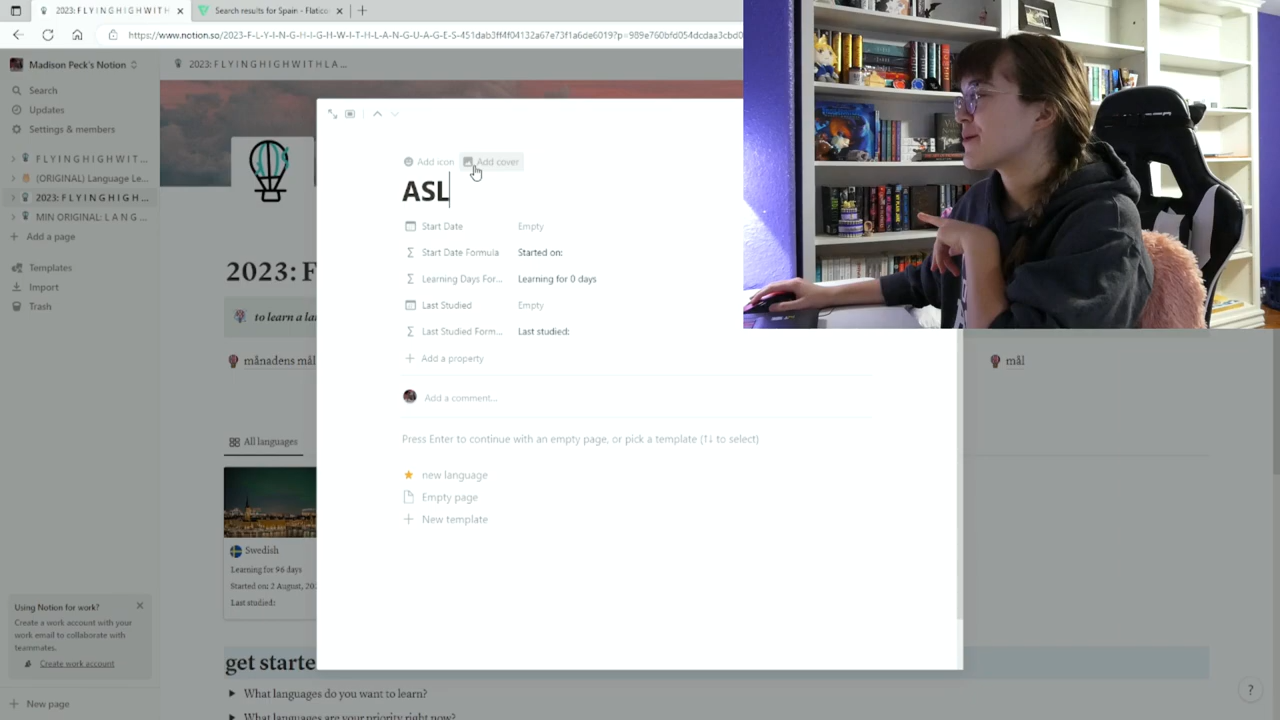 2023: F L Y I N G H I G H W I T H
Search results for Spain - Flatico
https://www.notion.so/2023-F-L-Y-I-N-G-H-I-G-H-W-I-T-H-L-A-N-G-U-A-G-E-S-451dab3ff4f04132a67e73f1a6de6019?p=989e760bfd054dcdaa3cbd0
Madison Peck's Notion
2023: F L Y I N G H I G H W I T H L A ...
Search
Updates
Settings & members
F L Y I N G H I G H W I T ...
(ORIGINAL) Language Le...
2023: F L Y I N G H I G H ...
MIN ORIGINAL: L A N G ...
Add a page
Templates
Import
Trash
Add icon
Add cover
ASL
Start Date
Empty
Start Date Formula
Started on:
Learning Days For...
Learning for 0 days
Last Studied
Empty
Last Studied Form...
Last studied:
Add a property
Add a comment...
Press Enter to continue with an empty page, or pick a template (↑↓ to select)
new language
Empty page
New template
2023: F
to learn a la
månadens mål
mål
All languages
Swedish
Learning for 96 days
Started on: 2 August, 20
Last studied:
Using Notion for work?
Create a work account with your
work email to collaborate with
teammates.
Create work account
get starte
What languages do you want to learn?
What languages are your priority right now?
New page
?